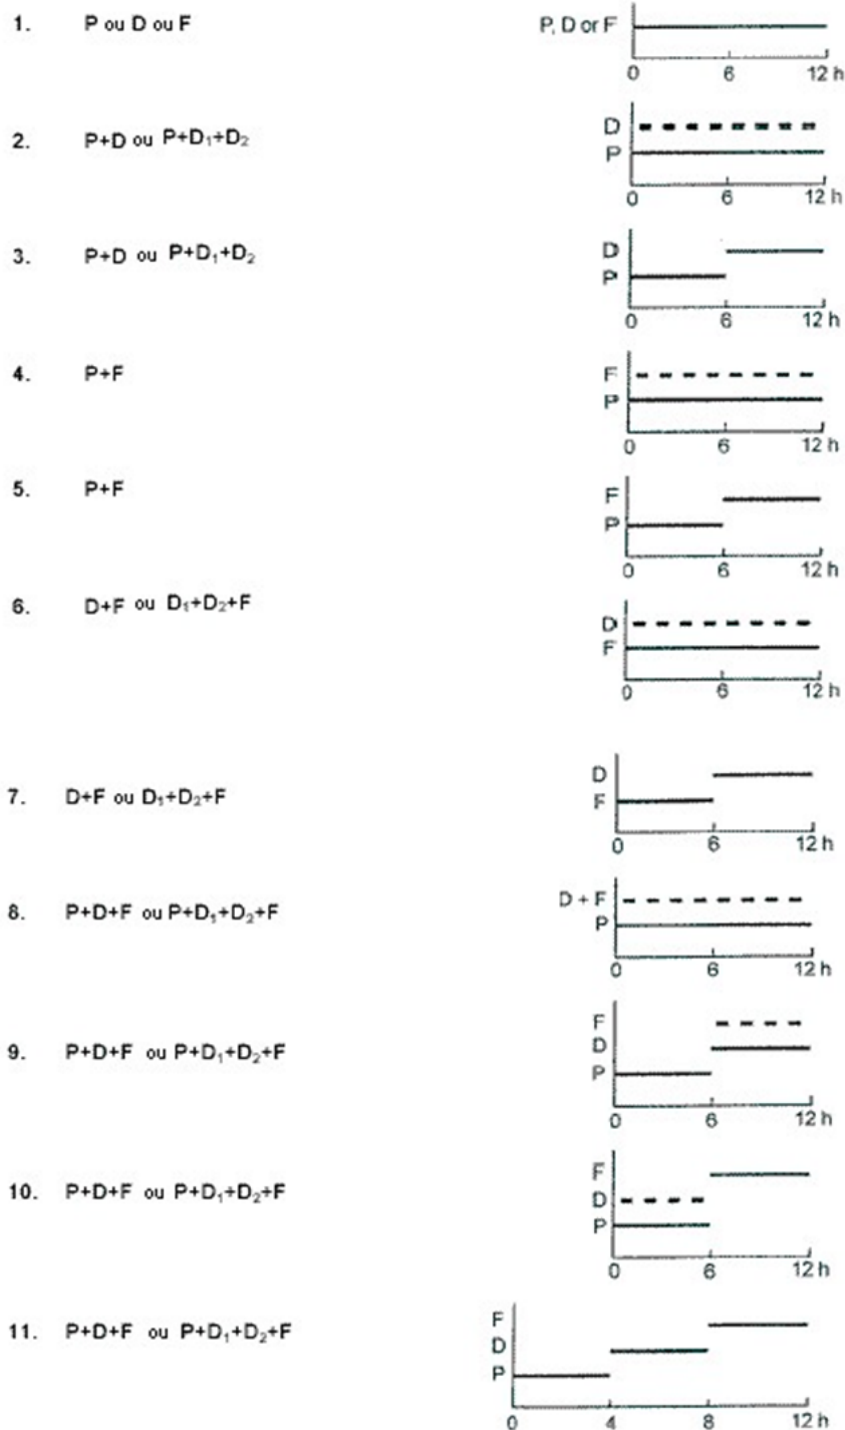 1. P ou D ou F
P, D or F
0 6 12 h
2. P+D ou P+D₁+D₂
D
P
0 6 12 h
3. P+D ou P+D₁+D₂
D
P
0 6 12 h
4. P+F
F
P
0 6 12 h
5. P+F
F
P
0 6 12 h
6. D+F ou D₁+D₂+F
D
F
0 6 12 h
7. D+F ou D₁+D₂+F
D
F
0 6 12 h
8. P+D+F ou P+D₁+D₂+F
D + F
P
0 6 12 h
9. P+D+F ou P+D₁+D₂+F
F
D
P
0 6 12 h
10. P+D+F ou P+D₁+D₂+F
F
D
P
0 6 12 h
11. P+D+F ou P+D₁+D₂+F
F
D
P
0 4 8 12 h